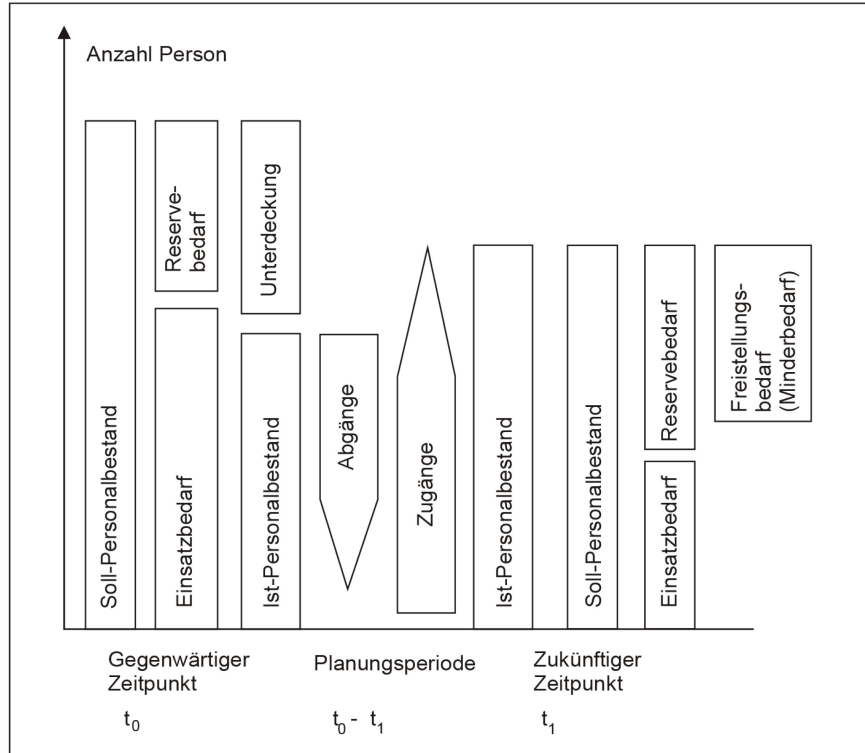 Anzahl Person
Soll-Personalbestand
Reserve-
bedarf
Einsatzbedarf
Unterdeckung
Ist-Personalbestand
Abgänge
Zugänge
Ist-Personalbestand
Soll-Personalbestand
Reservebedarf
Einsatzbedarf
Freistellungs-
bedarf
(Minderbedarf)
Gegenwärtiger
Zeitpunkt
t₀
Planungsperiode
t₀ - t₁
Zukünftiger
Zeitpunkt
t₁